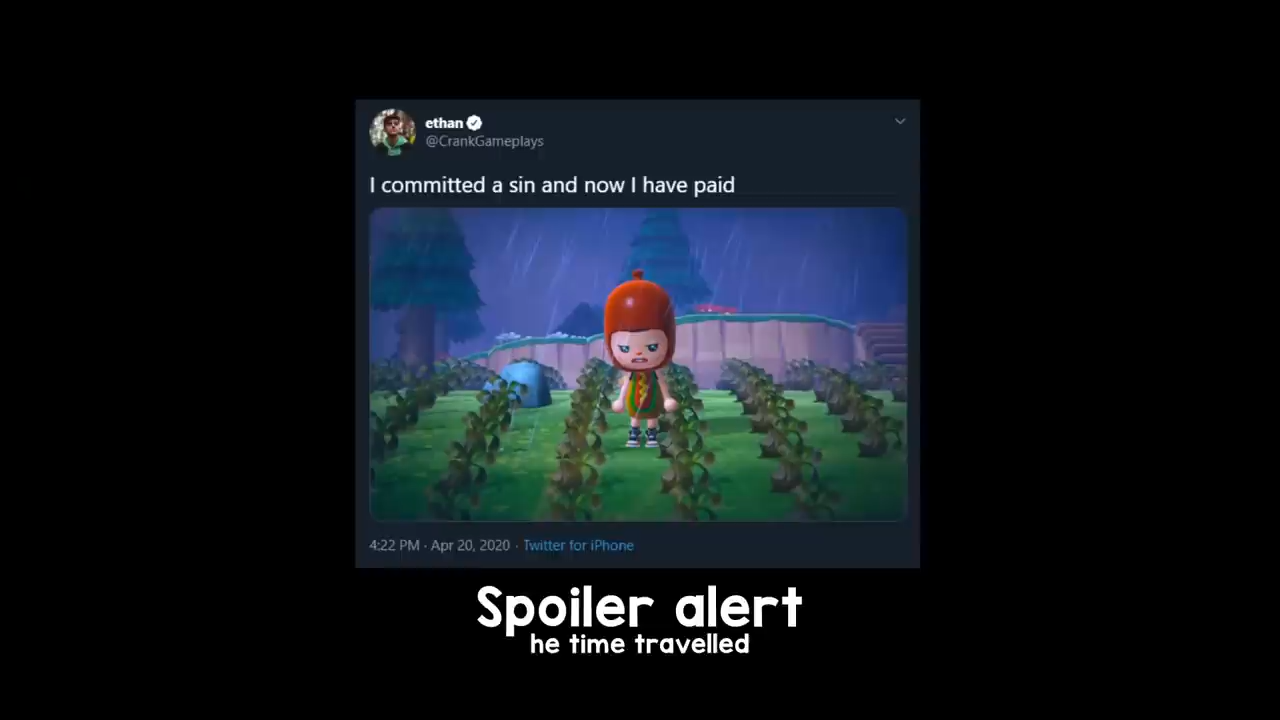 ethan
@CrankGameplays
I committed a sin and now I have paid
4:22 PM · Apr 20, 2020 · Twitter for iPhone
Spoiler alert
he time travelled